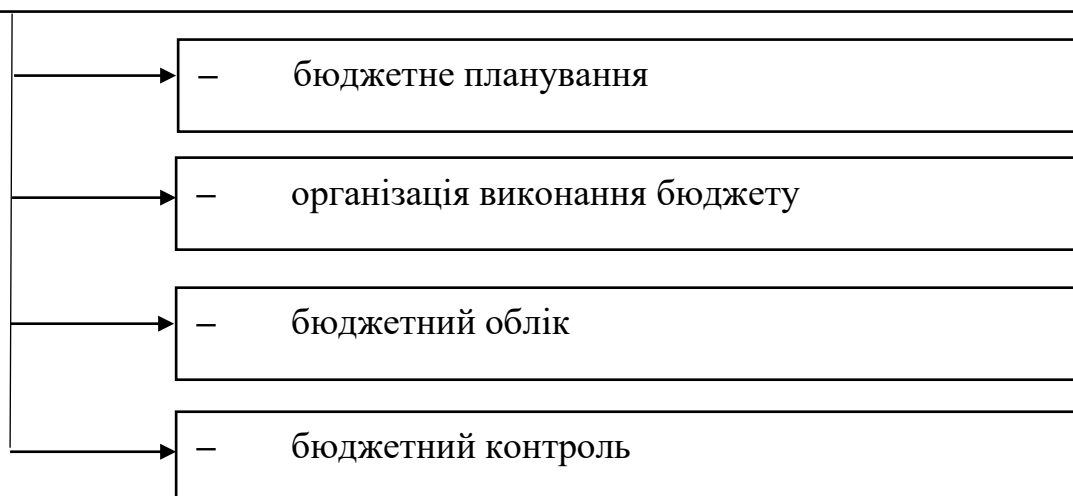 – бюджетне планування
– організація виконання бюджету
– бюджетний облік
– бюджетний контроль